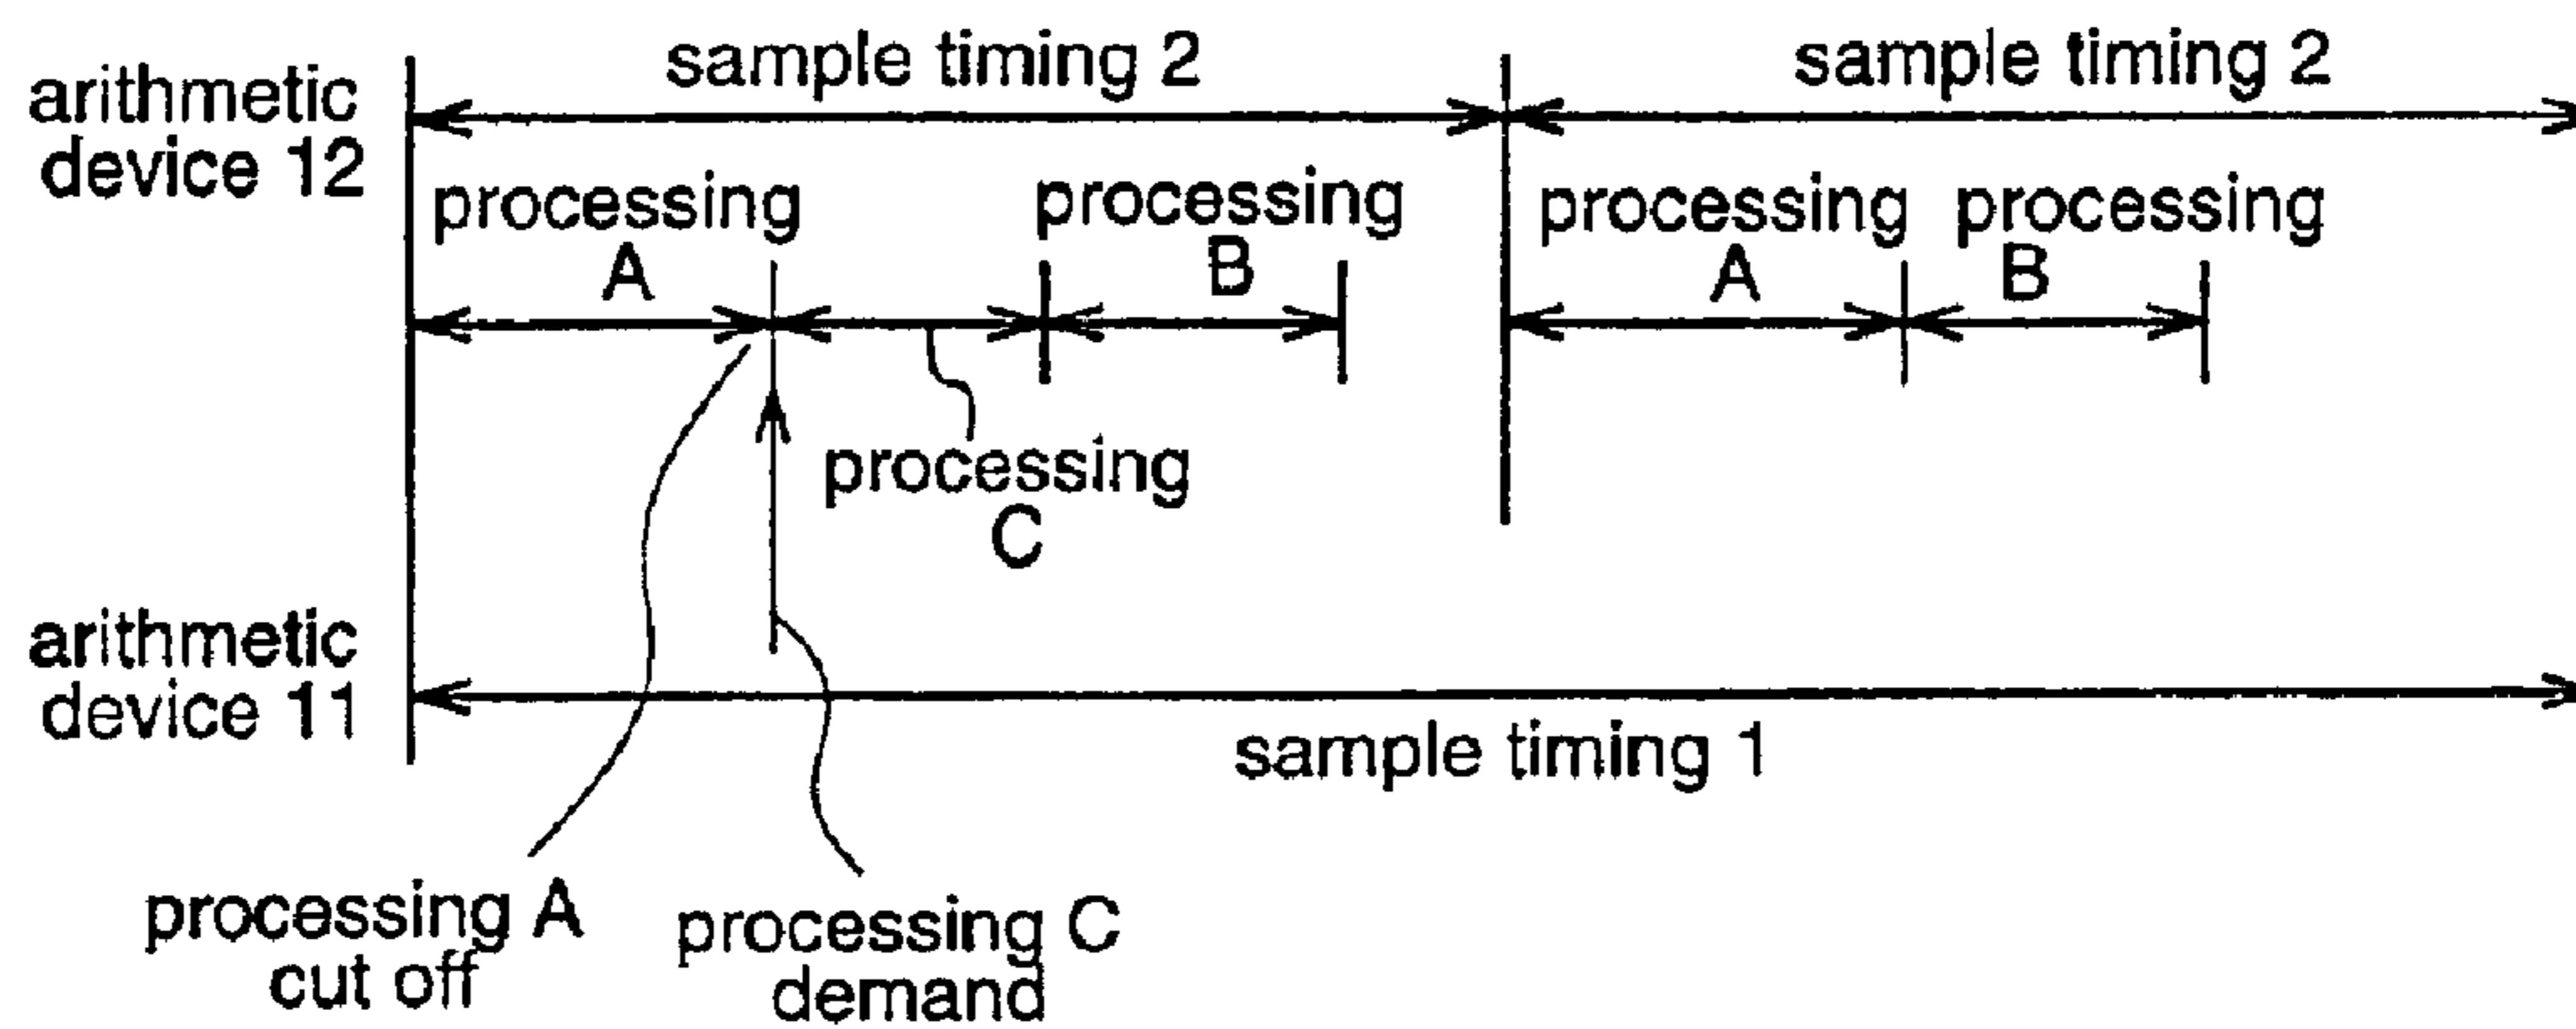 sample timing 2
sample timing 2
arithmetic
device 12
processing
A
processing
B
processing
A
processing
B
processing
C
arithmetic
device 11
sample timing 1
processing A
cut off
processing C
demand